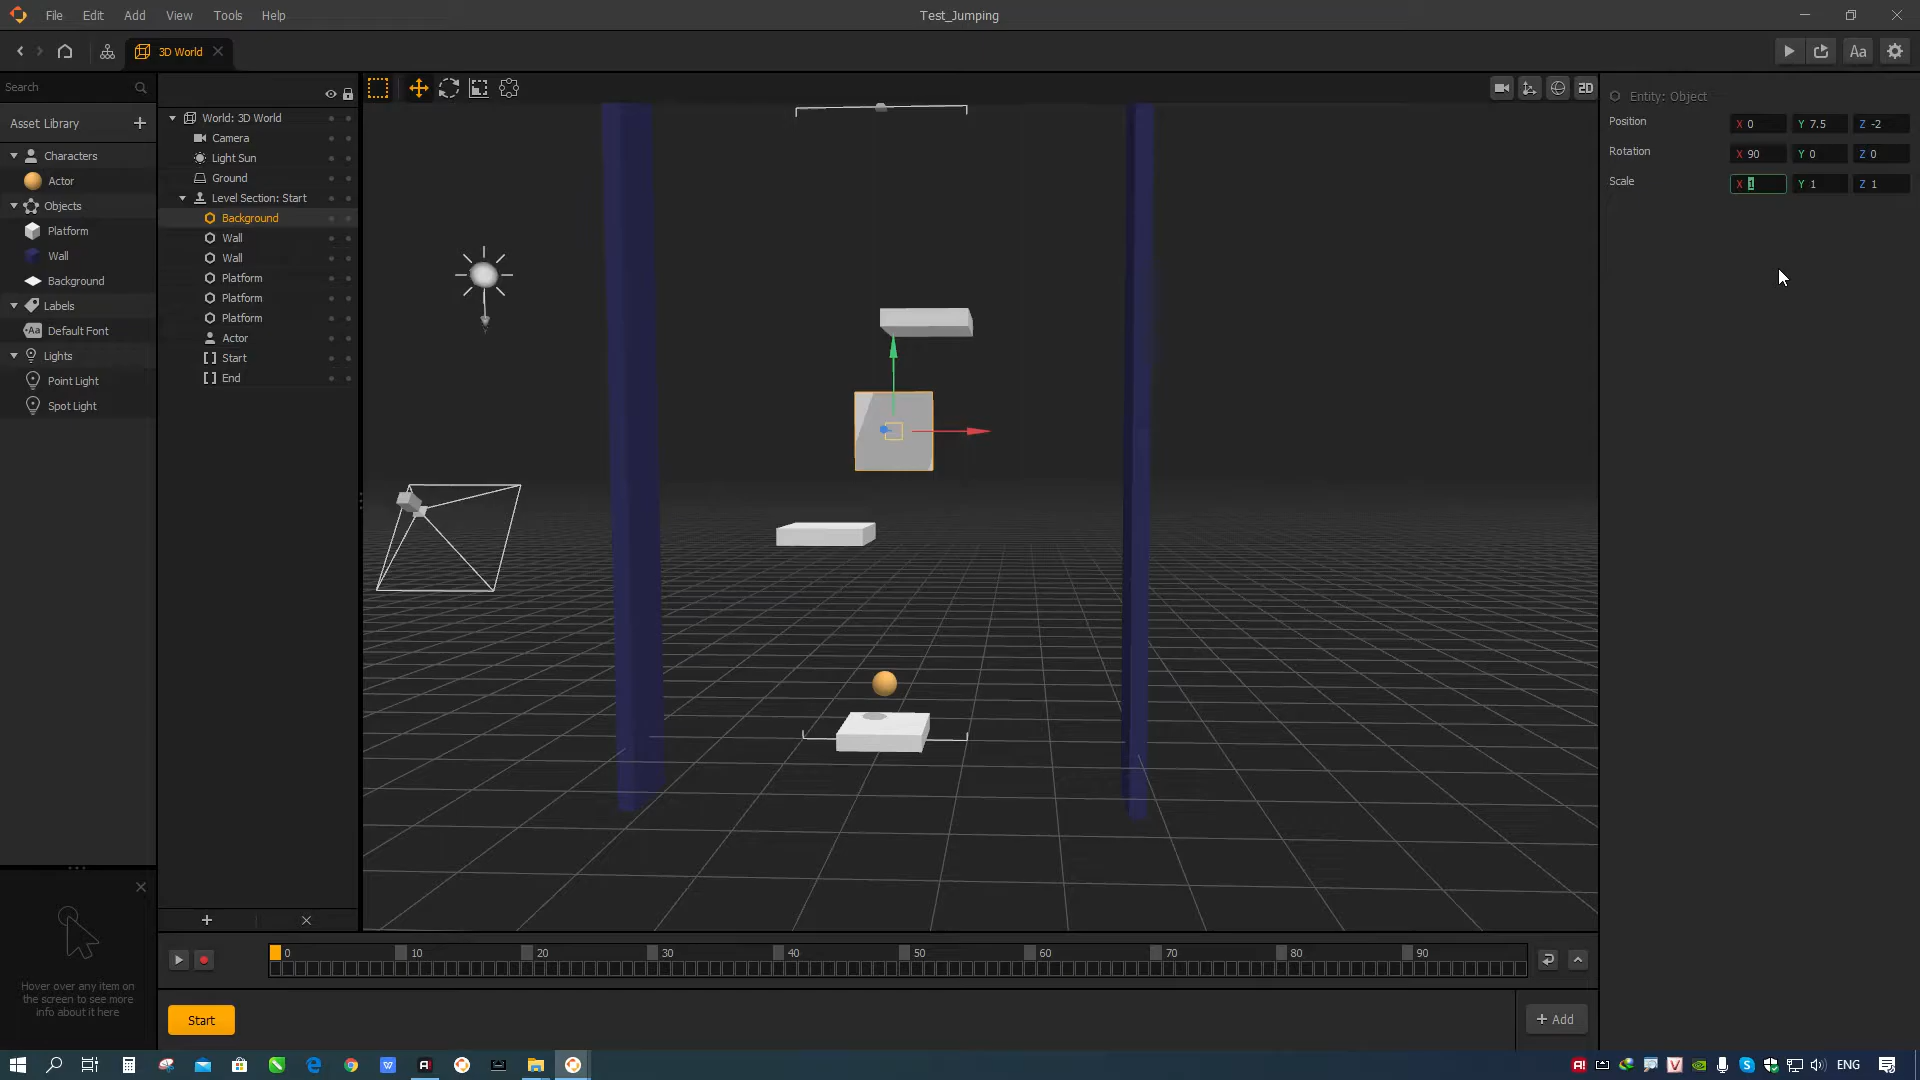 File Edit Add View Tools Help
Test_Jumping
3D World
Aa
Search
Asset Library
Characters
Actor
Objects
Platform
Wall
Background
Labels
Aa Default Font
Lights
Point Light
Spot Light
World: 3D World
Camera
Light Sun
Ground
Level Section: Start
Background
Wall
Wall
Platform
Platform
Platform
Actor
Start
End
2D
Entity: Object
Position X 0 Y 7.5 Z -2
Rotation X 90 Y 0 Z 0
Scale X 1 Y 1 Z 1
Hover over any item on
the screen to see more
info about it here
0 10 20 30 40 50 60 70 80 90
Start
+ Add
ENG